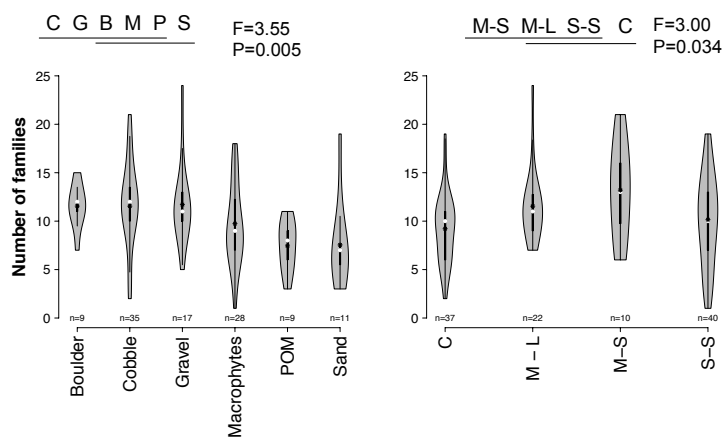 C G B M P S
F=3.55
P=0.005
Number of families
25
20
15
10
5
0
n=9 n=35 n=17 n=28 n=9 n=11
Boulder
Cobble
Gravel
Macrophytes
POM
Sand
M-S M-L S-S C
F=3.00
P=0.034
25
20
15
10
5
0
n=37 n=22 n=10 n=40
C
M – L
M–S
S–S